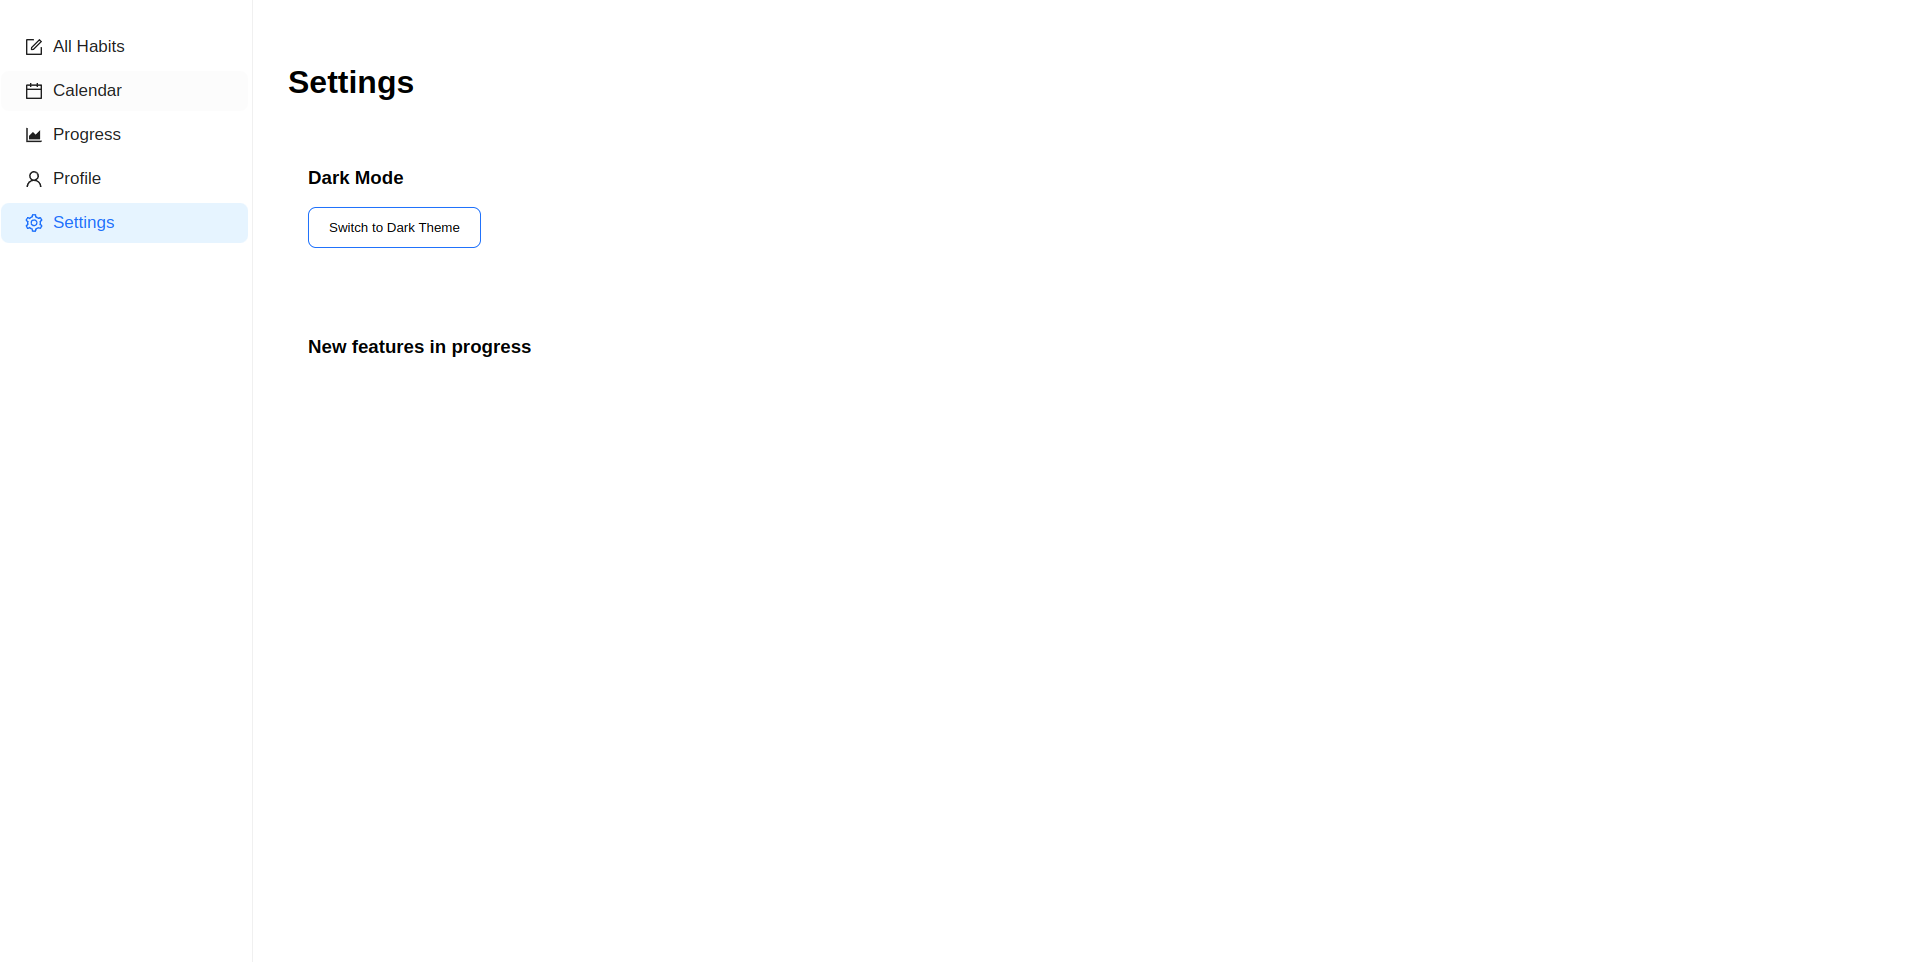 All Habits
Calendar
Progress
Profile
Settings
Settings
Dark Mode
Switch to Dark Theme
New features in progress